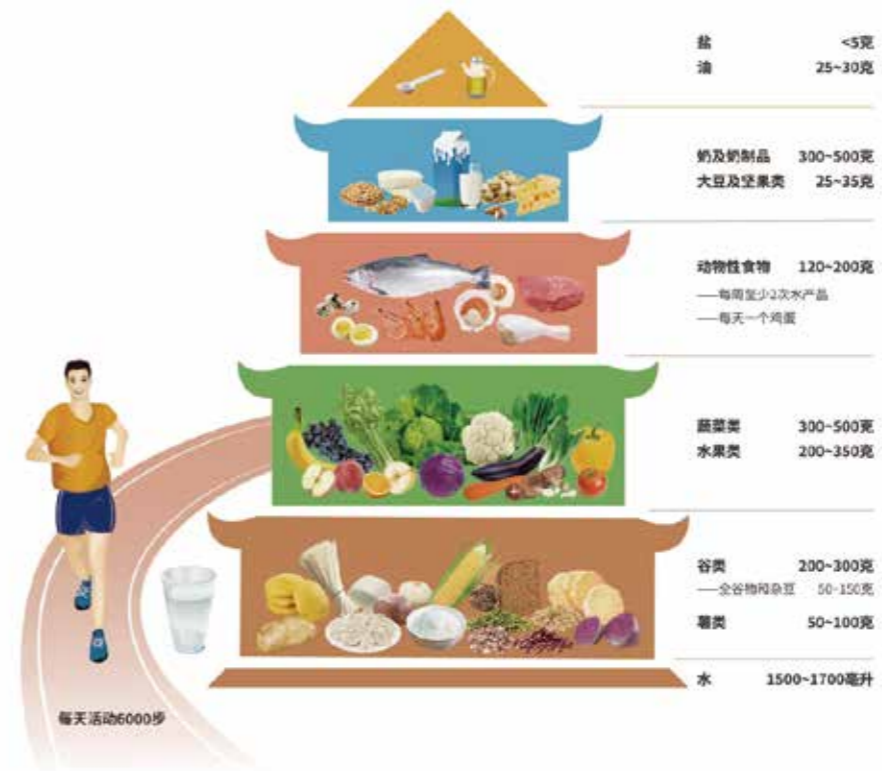 盐 <5克
油 25~30克
奶及奶制品 300~500克
大豆及坚果类 25~35克
动物性食物 120~200克
——每周至少2次水产品
——每天一个鸡蛋
蔬菜类 300~500克
水果类 200~350克
谷类 200~300克
——全谷物和杂豆 50~150克
薯类 50~100克
水 1500~1700毫升
每天活动6000步